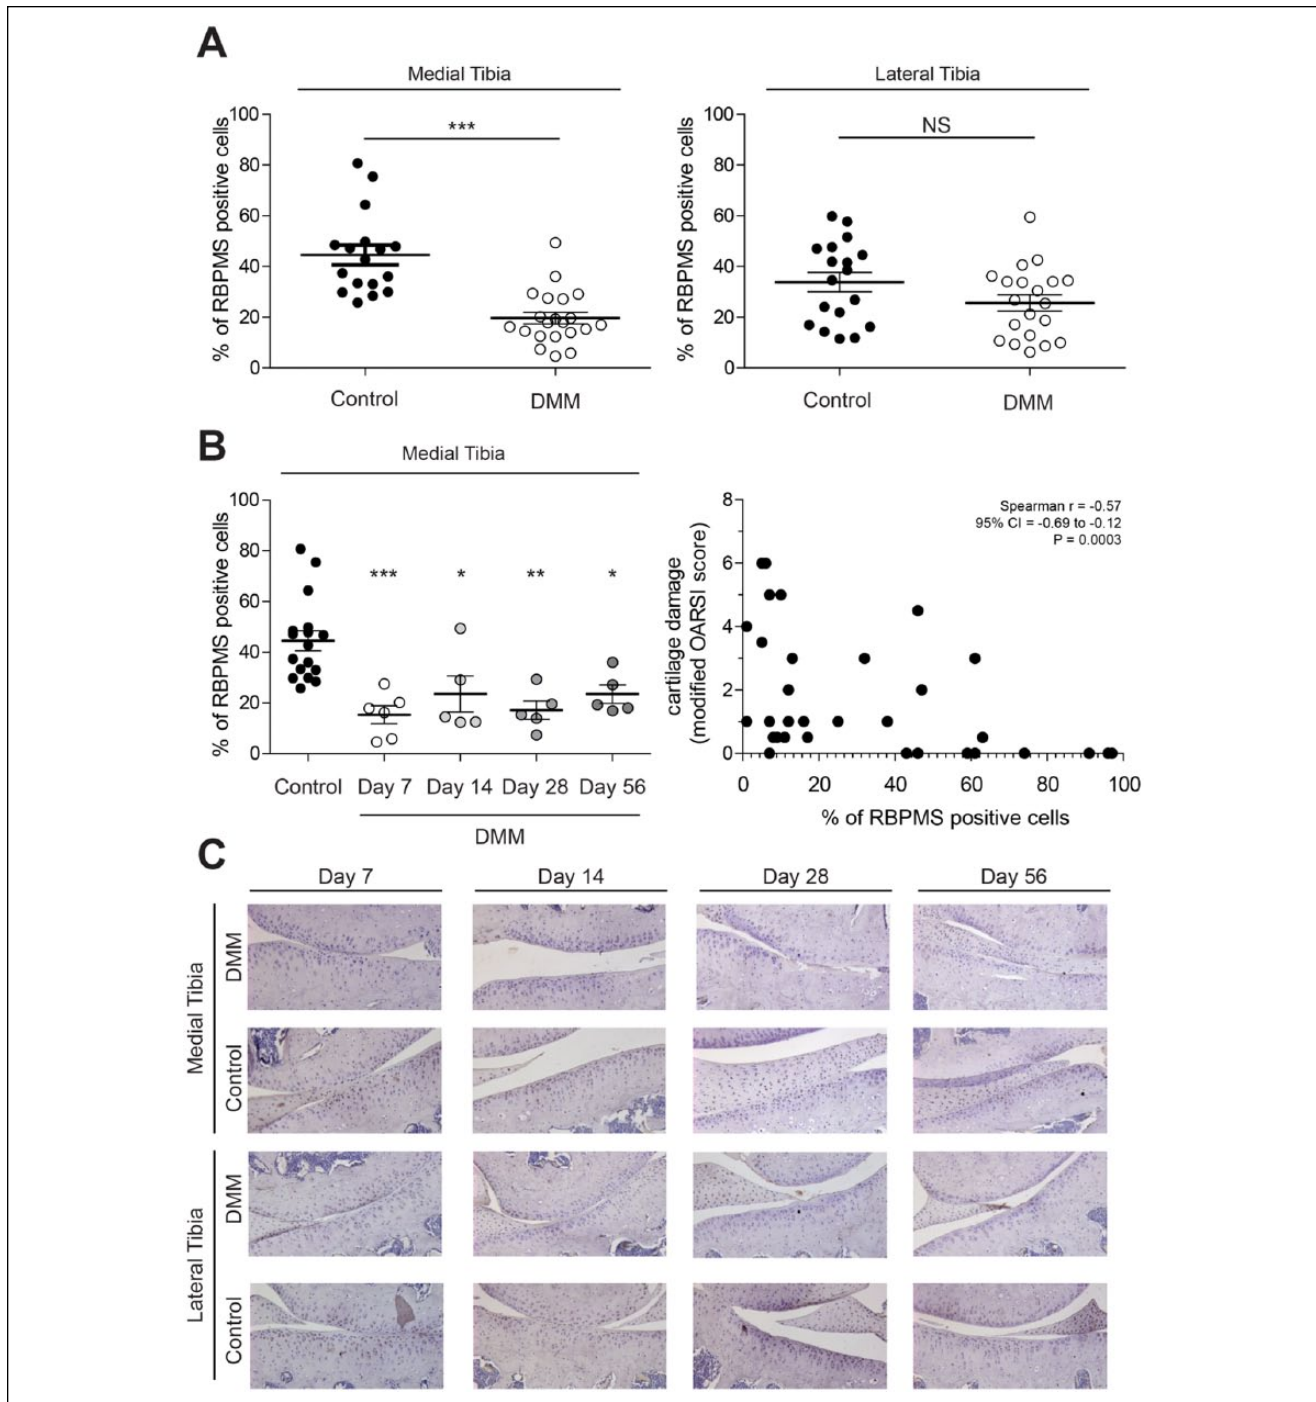 A
Medial Tibia
% of RBPMS positive cells
100
80
60
40
20
0
***
Control
DMM
Lateral Tibia
% of RBPMS positive cells
100
80
60
40
20
0
NS
Control
DMM
B
Medial Tibia
% of RBPMS positive cells
100
80
60
40
20
0
***
*
**
*
Control Day 7 Day 14 Day 28 Day 56
DMM
cartilage damage
(modified OARSI score)
8
6
4
2
0
Spearman r = -0.57
95% CI = -0.69 to -0.12
P = 0.0003
0 20 40 60 80 100
% of RBPMS positive cells
C
Day 7 Day 14 Day 28 Day 56
Medial Tibia
DMM
Control
Lateral Tibia
DMM
Control